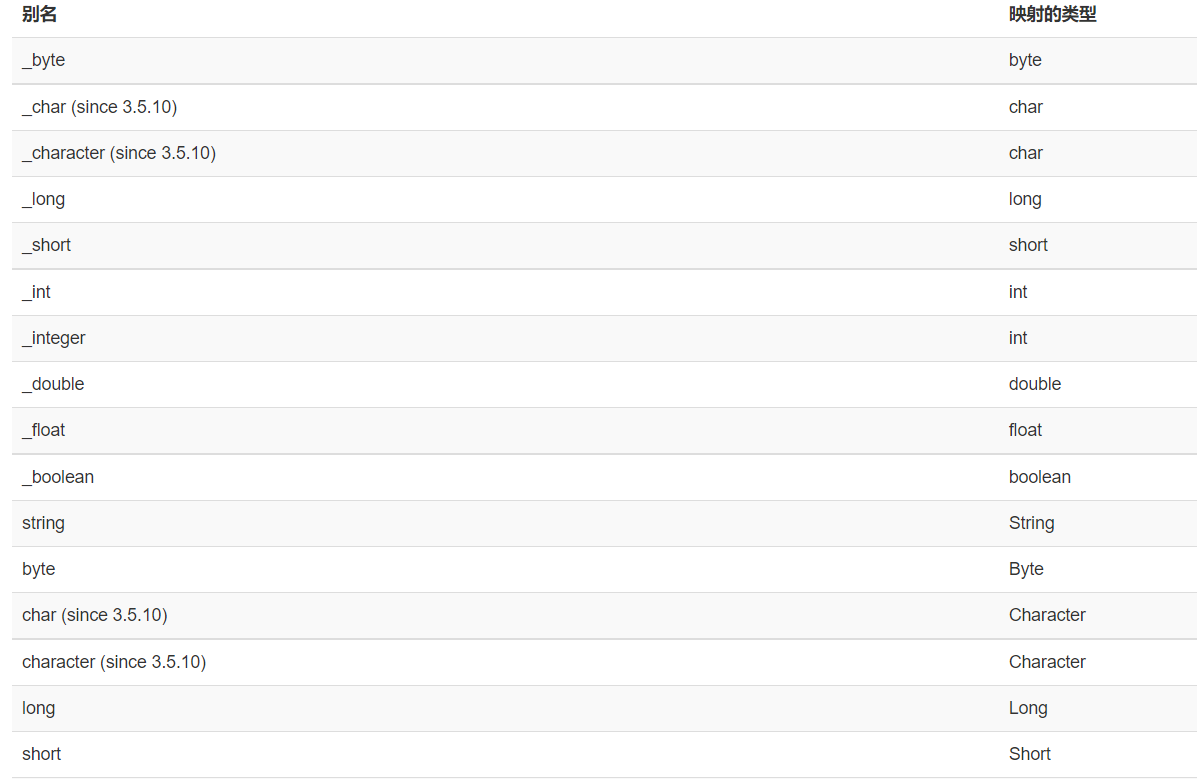 别名 映射的类型
_byte byte
_char (since 3.5.10) char
_character (since 3.5.10) char
_long long
_short short
_int int
_integer int
_double double
_float float
_boolean boolean
string String
byte Byte
char (since 3.5.10) Character
character (since 3.5.10) Character
long Long
short Short